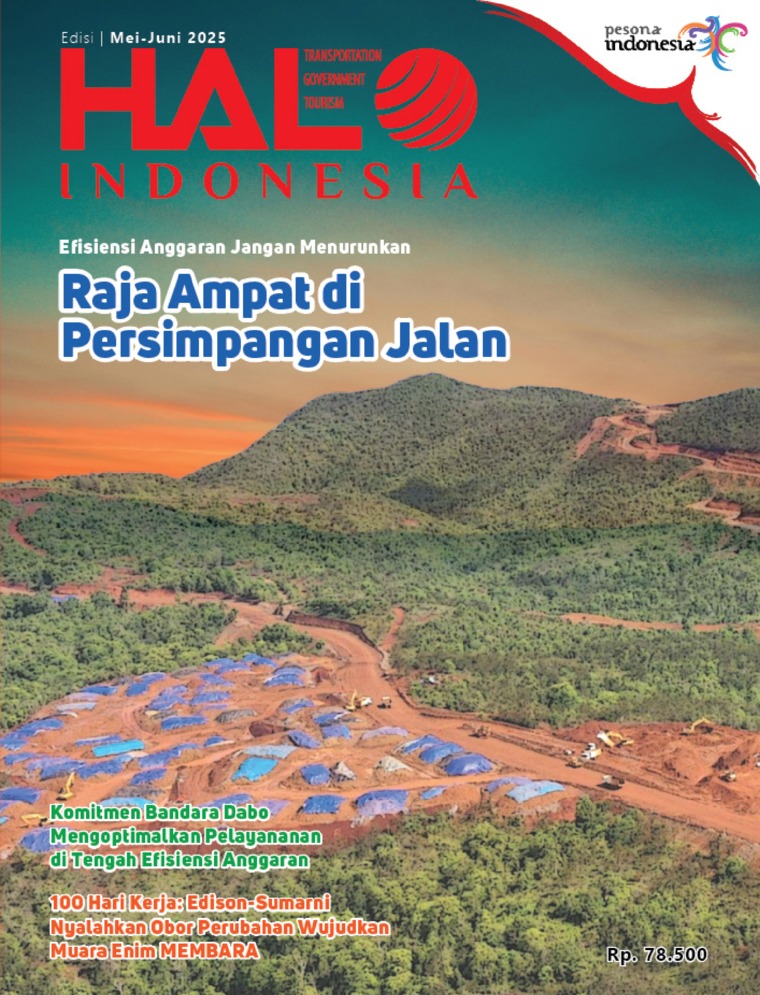 Edisi | Mei-Juni 2025
pesona
indonesia
HALO
TRANSPORTATION
GOVERNMENT
TOURISM
INDONESIA
Efisiensi Anggaran Jangan Menurunkan
Raja Ampat di
Persimpangan Jalan
Komitmen Bandara Dabo
Mengoptimalkan Pelayananan
di Tengah Efisiensi Anggaran
100 Hari Kerja: Edison-Sumarni
Nyalahkan Obor Perubahan Wujudkan
Muara Enim MEMBARA
Rp. 78.500